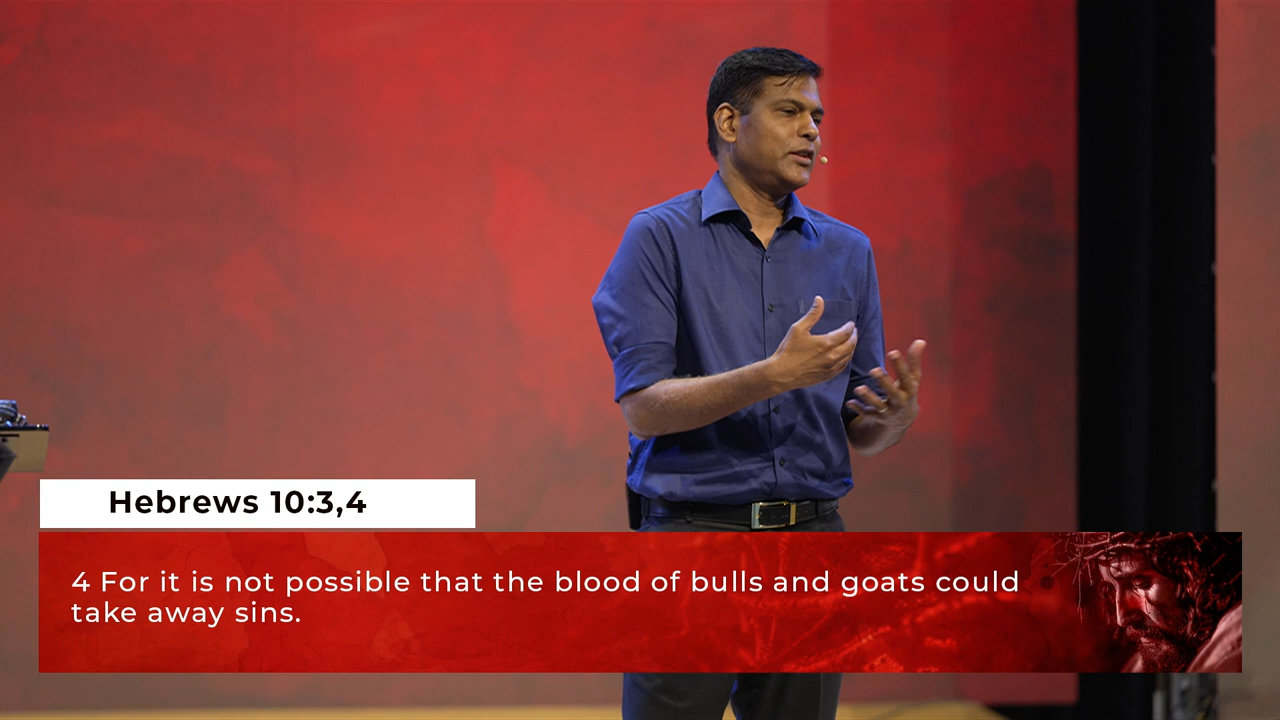 Hebrews 10:3,4
4 For it is not possible that the blood of bulls and goats could
take away sins.